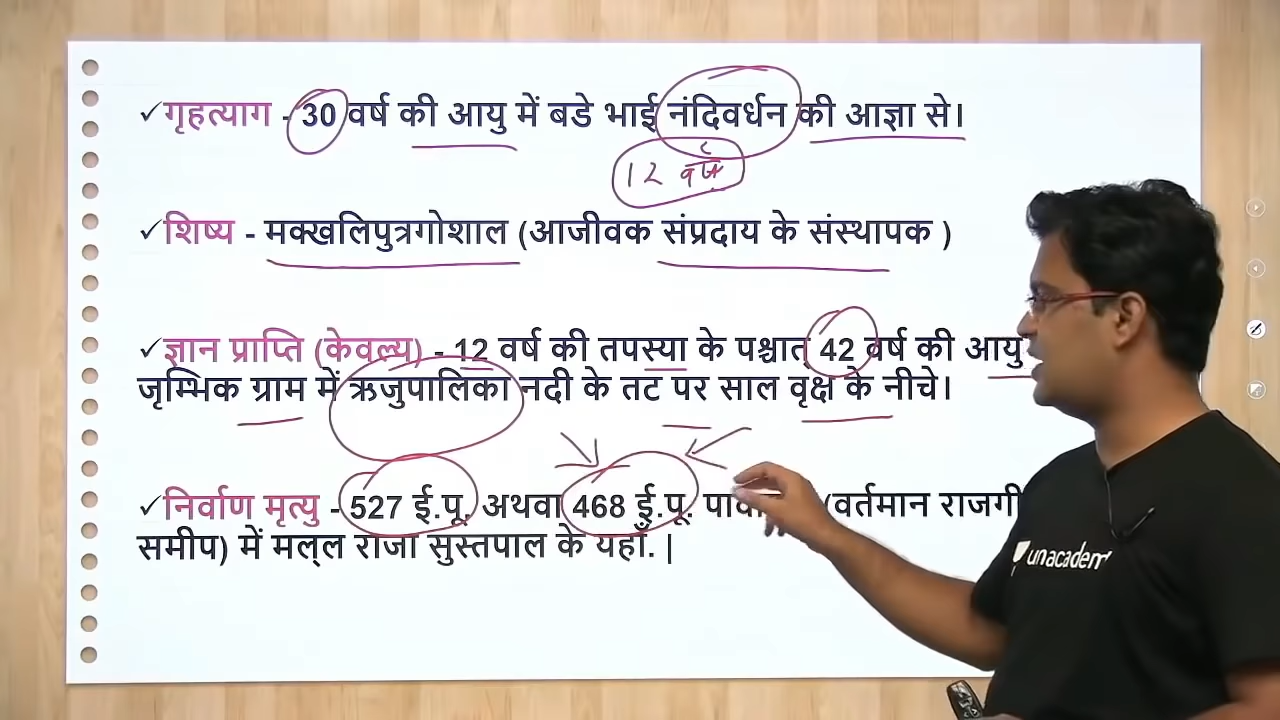 ✓गृहत्याग - 30 वर्ष की आयु में बडे भाई नंदिवर्धन की आज्ञा से।
12 वर्ष
✓शिष्य - मक्खलिपुत्रगोशाल (आजीवक संप्रदाय के संस्थापक )
✓ज्ञान प्राप्ति (केवल्य) - 12 वर्ष की तपस्या के पश्चात् 42 वर्ष की आयु
जृम्भिक ग्राम में ऋजुपालिका नदी के तट पर साल वृक्ष के नीचे।
✓निर्वाण मृत्यु - 527 ई.पू. अथवा 468 ई.पू. (वर्तमान
समीप) में मल्ल राजा सुस्तपाल के यहाँ. |
unacadem